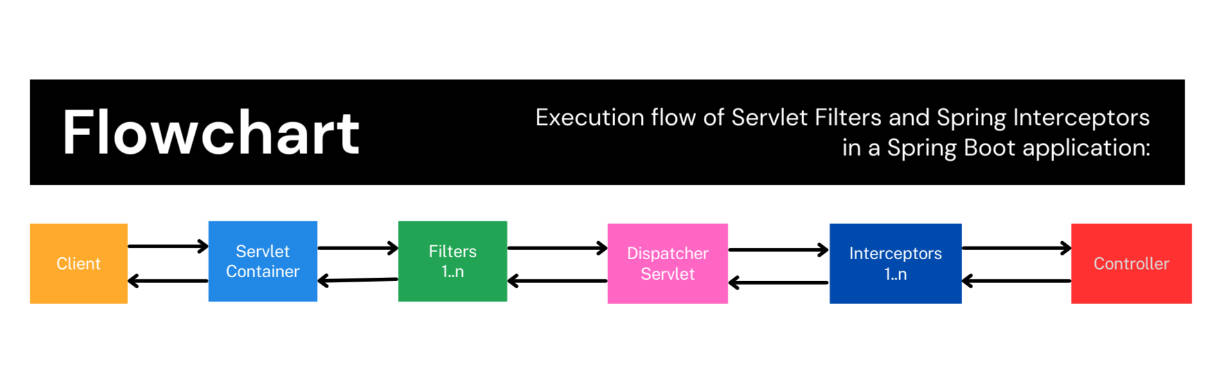 Flowchart
Execution flow of Servlet Filters and Spring Interceptors
in a Spring Boot application:
Client
Servlet
Container
Filters
1..n
Dispatcher
Servlet
Interceptors
1..n
Controller